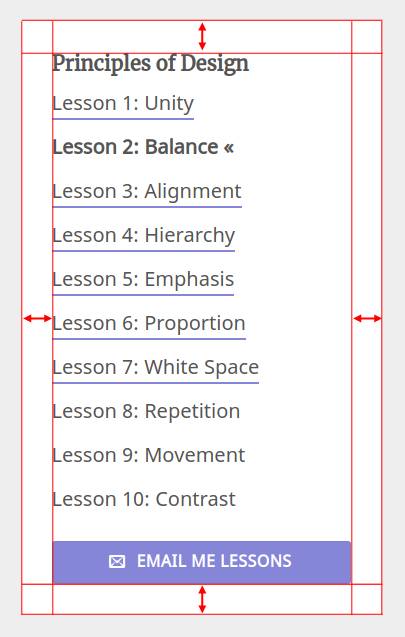 Principles of Design
Lesson 1: Unity
Lesson 2: Balance «
Lesson 3: Alignment
Lesson 4: Hierarchy
Lesson 5: Emphasis
Lesson 6: Proportion
Lesson 7: White Space
Lesson 8: Repetition
Lesson 9: Movement
Lesson 10: Contrast
EMAIL ME LESSONS